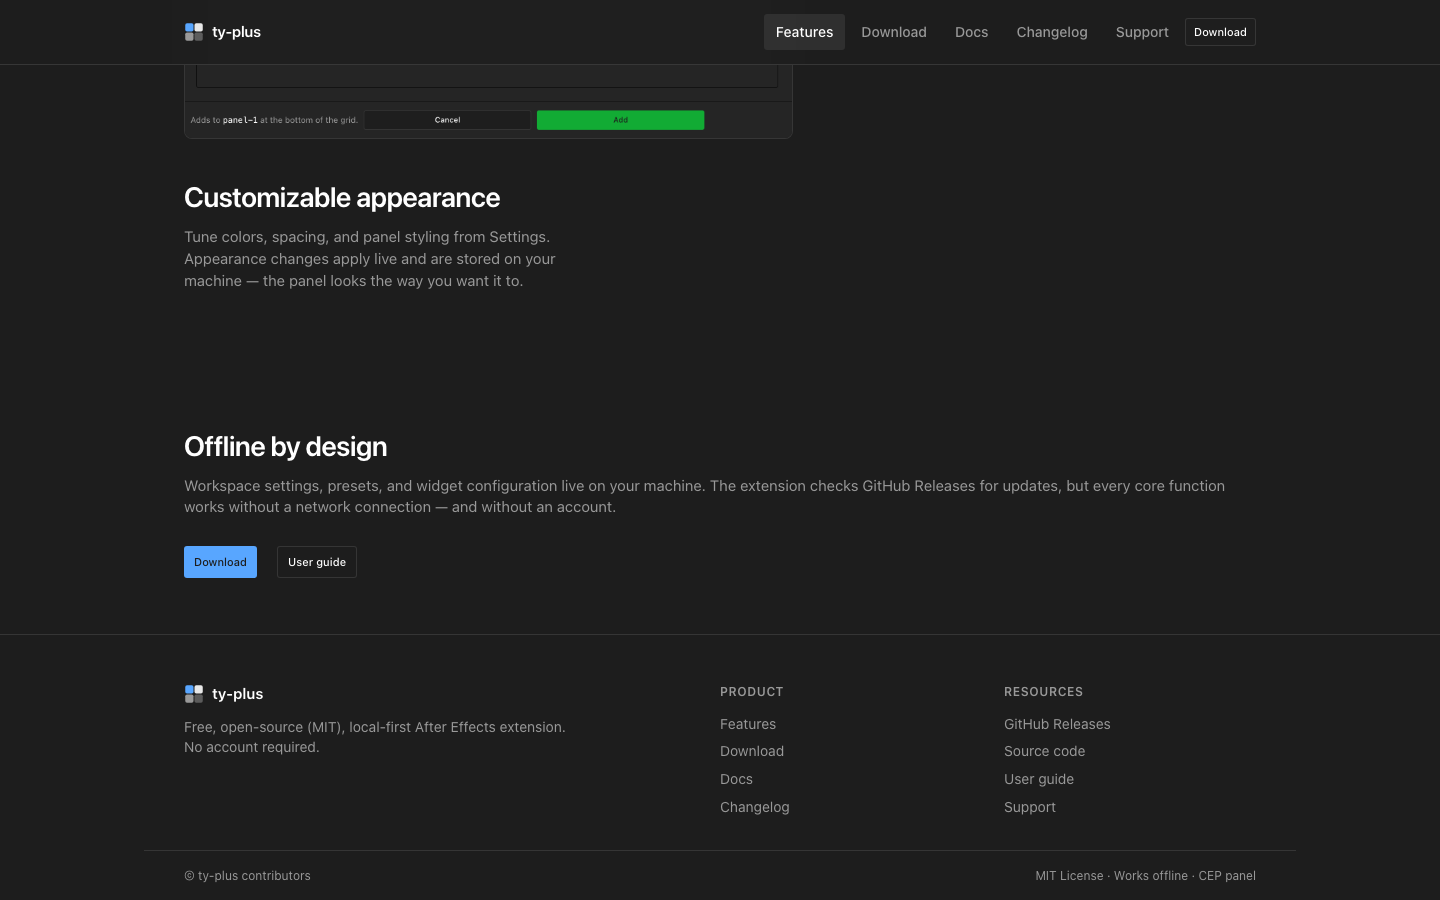 ty-plus
Features
Download
Docs
Changelog
Support
Download
Adds to panel-1 at the bottom of the grid.
Cancel
Add
Customizable appearance
Tune colors, spacing, and panel styling from Settings.
Appearance changes apply live and are stored on your
machine — the panel looks the way you want it to.
Offline by design
Workspace settings, presets, and widget configuration live on your machine. The extension checks GitHub Releases for updates, but every core function
works without a network connection — and without an account.
Download
User guide
ty-plus
Free, open-source (MIT), local-first After Effects extension.
No account required.
PRODUCT
Features
Download
Docs
Changelog
RESOURCES
GitHub Releases
Source code
User guide
Support
© ty-plus contributors
MIT License · Works offline · CEP panel